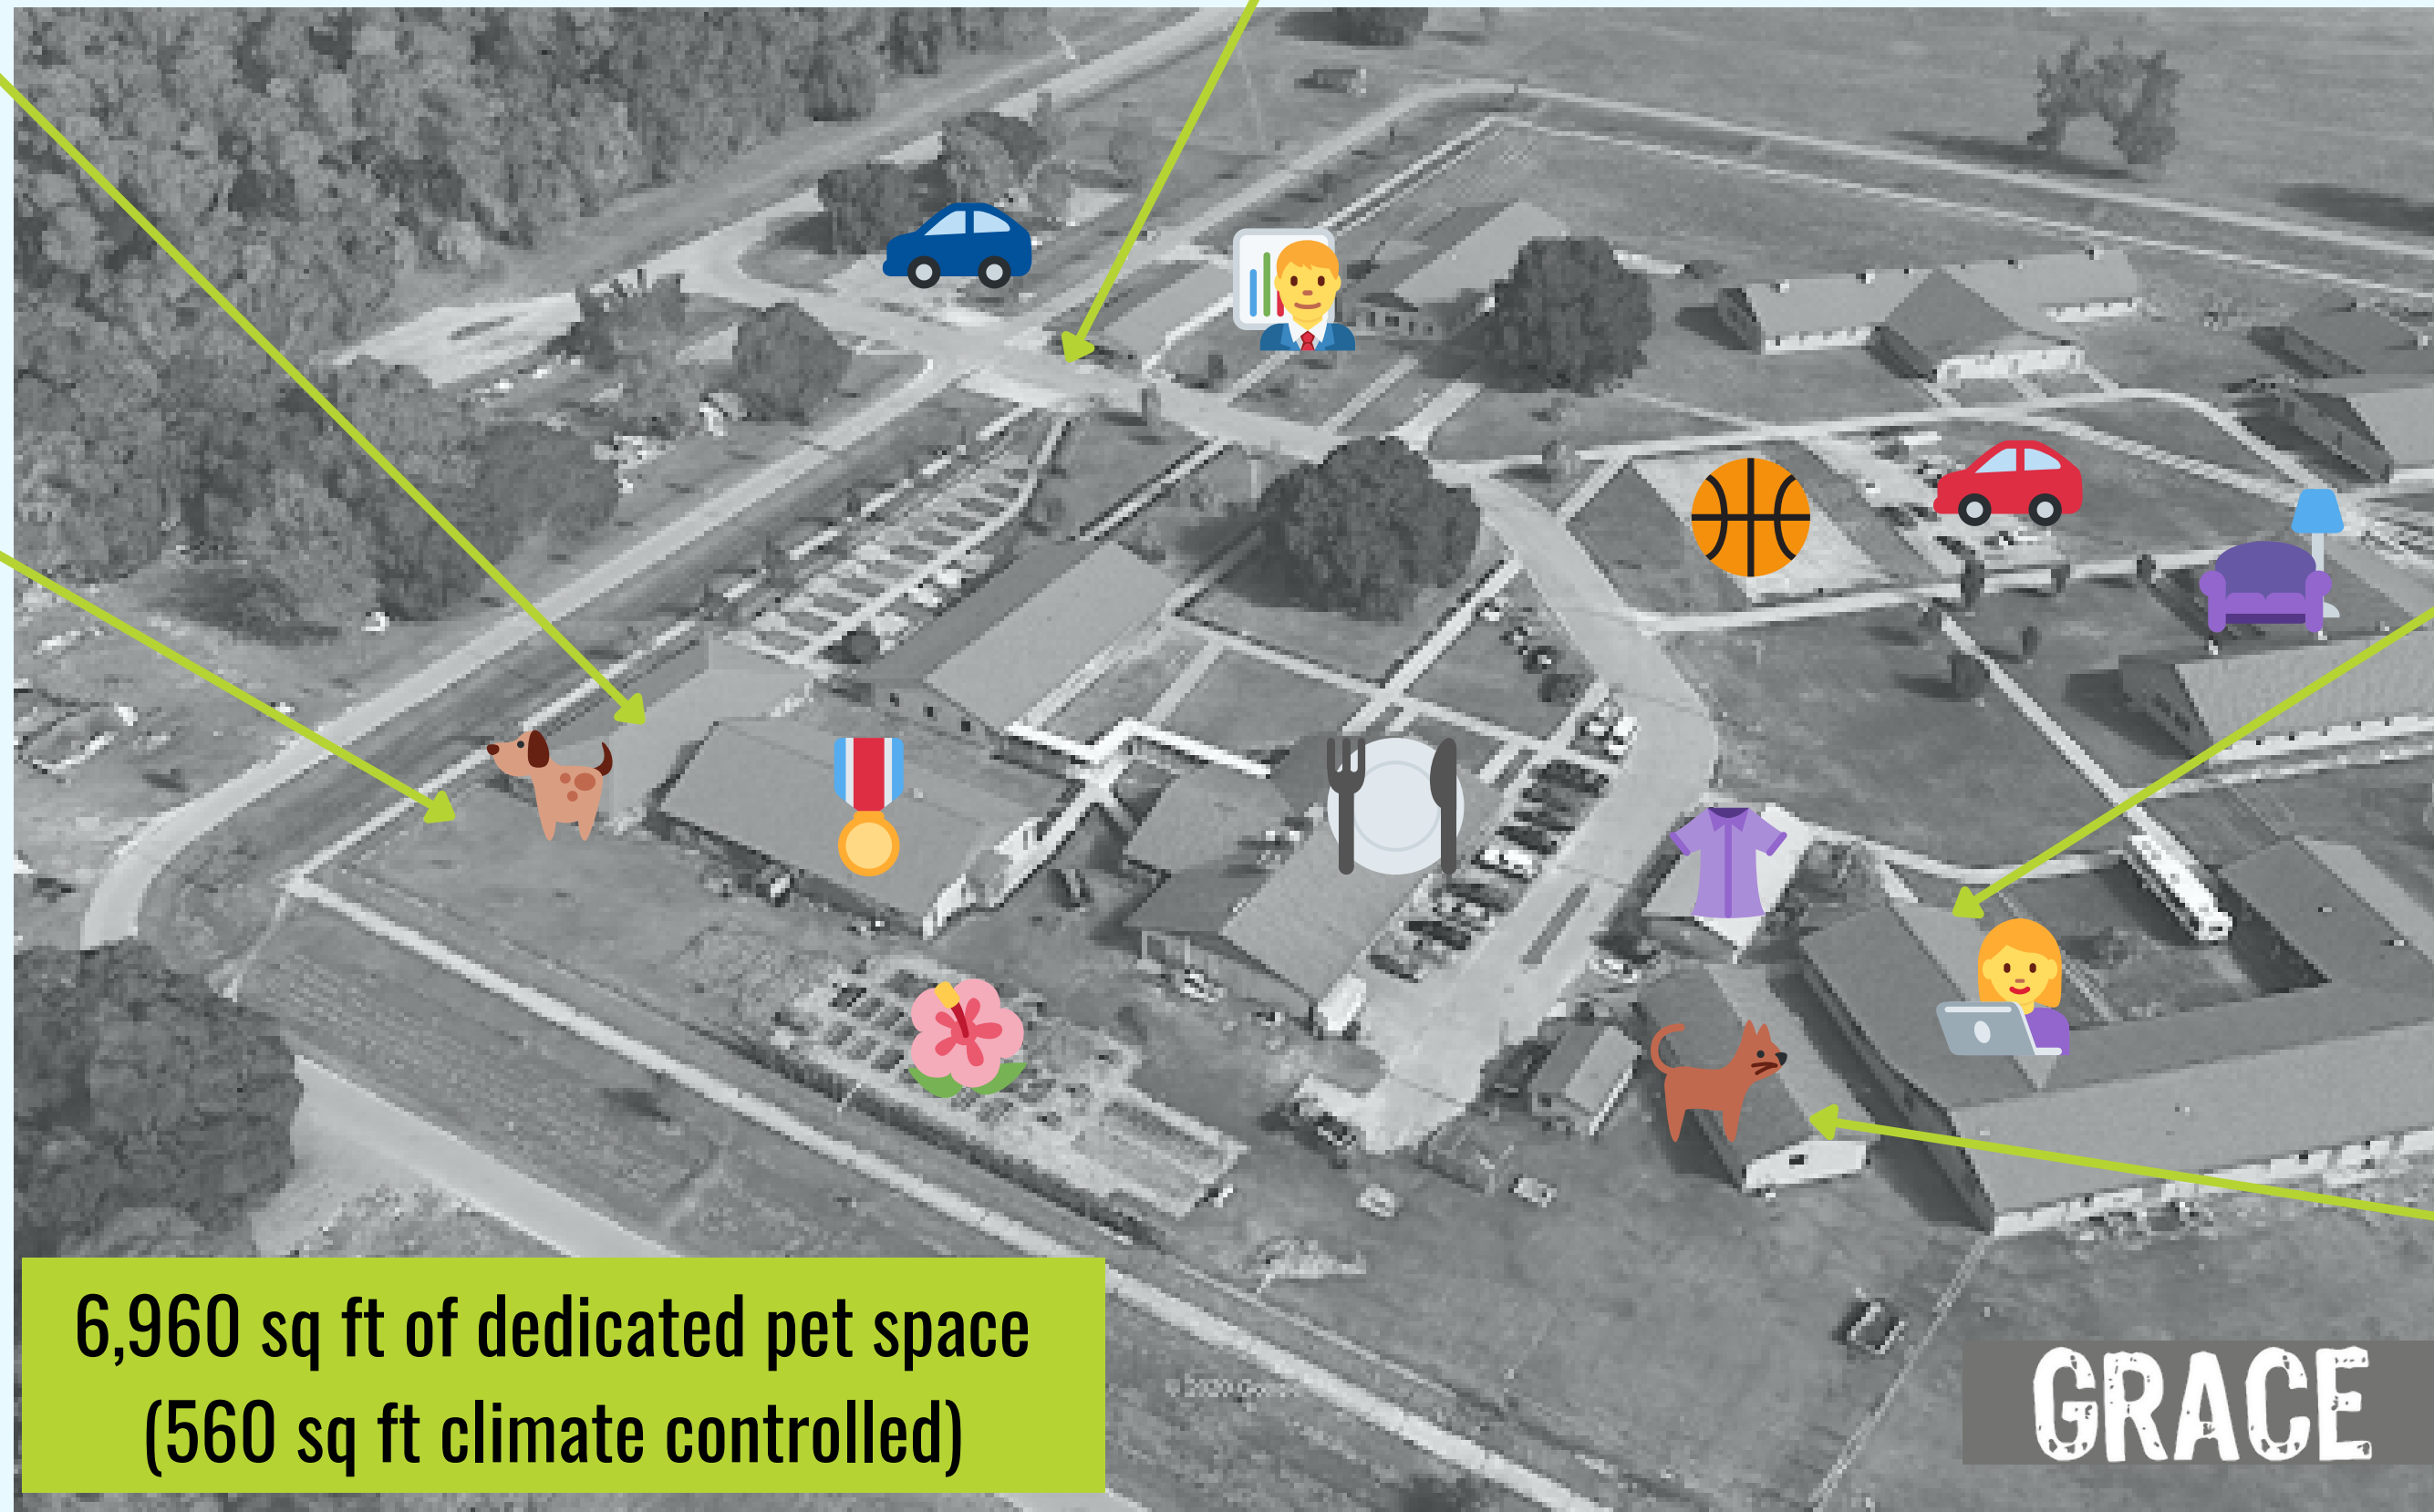 6,960 sq ft of dedicated pet space
(560 sq ft climate controlled)
GRACE